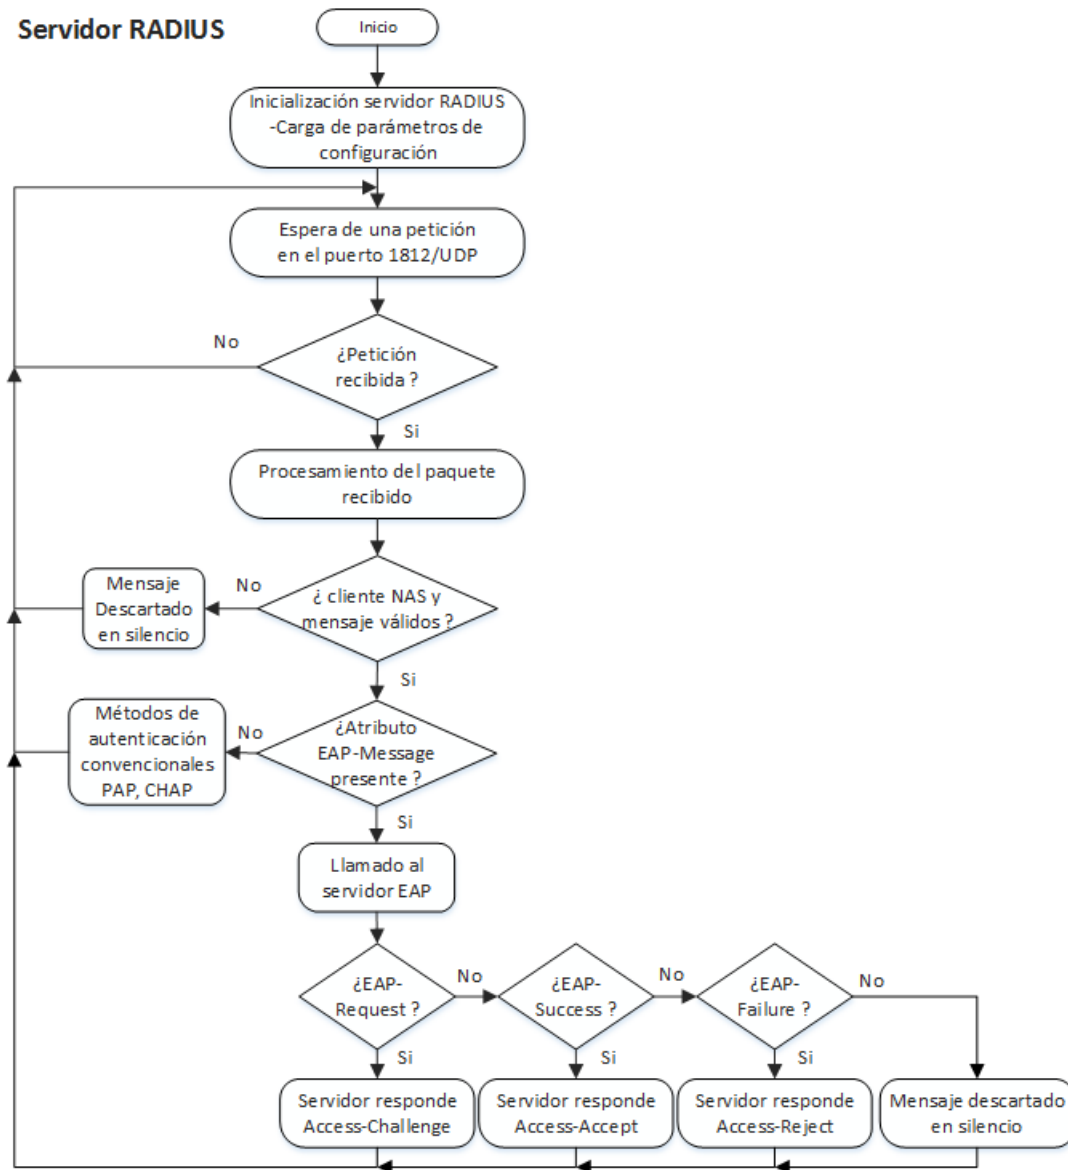 Servidor RADIUS
Inicio
Inicialización servidor RADIUS
-Carga de parámetros de
configuración
Espera de una petición
en el puerto 1812/UDP
No
¿Petición
recibida ?
Si
Procesamiento del paquete
recibido
Mensaje
Descartado
en silencio
No
¿ cliente NAS y
mensaje válidos ?
Si
Métodos de
autenticación
convencionales
PAP, CHAP
No
¿Atributo
EAP-Message
presente ?
Si
Llamado al
servidor EAP
¿EAP-
Request ?
No
¿EAP-
Success ?
No
¿EAP-
Failure ?
No
Si
Si
Si
Servidor responde
Access-Challenge
Servidor responde
Access-Accept
Servidor responde
Access-Reject
Mensaje descartado
en silencio